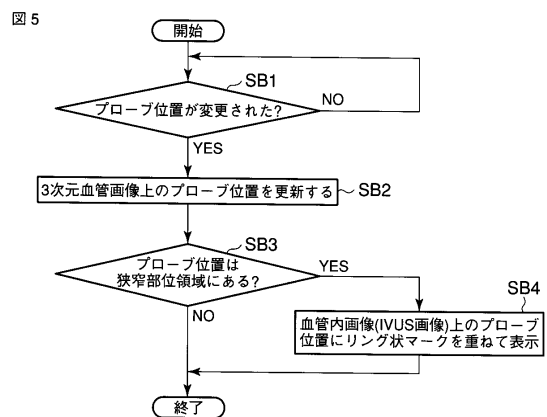 図5
開始
SB1
プローブ位置が変更された?
NO
YES
3次元血管画像上のプローブ位置を更新する
SB2
SB3
プローブ位置は
狭窄部位領域にある?
YES
NO
SB4
血管内画像(IVUS画像)上のプローブ
位置にリング状マークを重ねて表示
終了